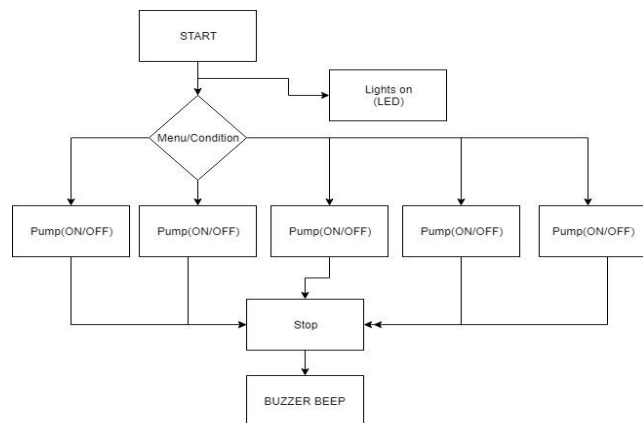 START
Lights on
(LED)
Menu/Condition
Pump(ON/OFF)
Pump(ON/OFF)
Pump(ON/OFF)
Pump(ON/OFF)
Pump(ON/OFF)
Stop
BUZZER BEEP